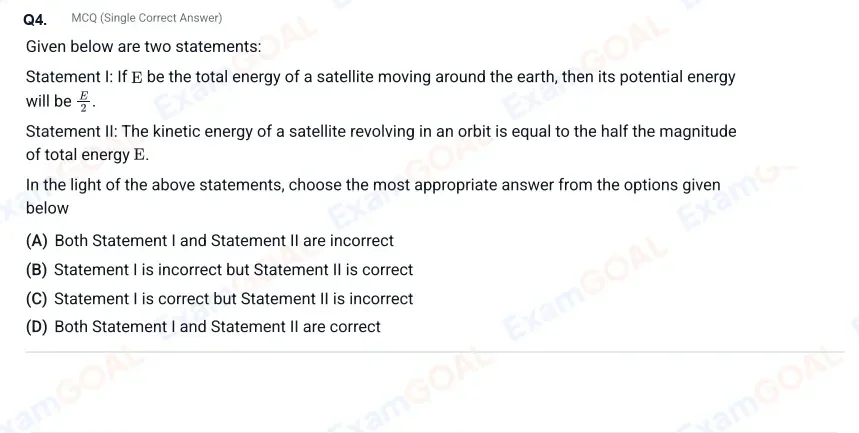 Q4. MCQ (Single Correct Answer)
Given below are two statements:
Statement I: If E be the total energy of a satellite moving around the earth, then its potential energy
will be \frac{E}{2}.
Statement II: The kinetic energy of a satellite revolving in an orbit is equal to the half the magnitude
of total energy E.
In the light of the above statements, choose the most appropriate answer from the options given
below
(A) Both Statement I and Statement II are incorrect
(B) Statement I is incorrect but Statement II is correct
(C) Statement I is correct but Statement II is incorrect
(D) Both Statement I and Statement II are correct
ExamGOAL